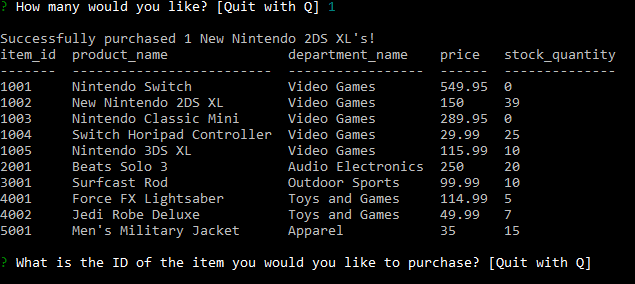 ? How many would you like? [Quit with Q] 1
Successfully purchased 1 New Nintendo 2DS XL's!
item_id  product_name               department_name    price   stock_quantity
-------  -------------------------  -----------------  ------  --------------
1001     Nintendo Switch            Video Games        549.95  0
1002     New Nintendo 2DS XL        Video Games        150     39
1003     Nintendo Classic Mini      Video Games        289.95  0
1004     Switch Horipad Controller  Video Games        29.99   25
1005     Nintendo 3DS XL            Video Games        115.99  10
2001     Beats Solo 3               Audio Electronics  250     20
3001     Surfcast Rod               Outdoor Sports     99.99   10
4001     Force FX Lightsaber        Toys and Games     114.99  5
4002     Jedi Robe Deluxe           Toys and Games     49.99   7
5001     Men's Military Jacket      Apparel            35      15
? What is the ID of the item you would you like to purchase? [Quit with Q]